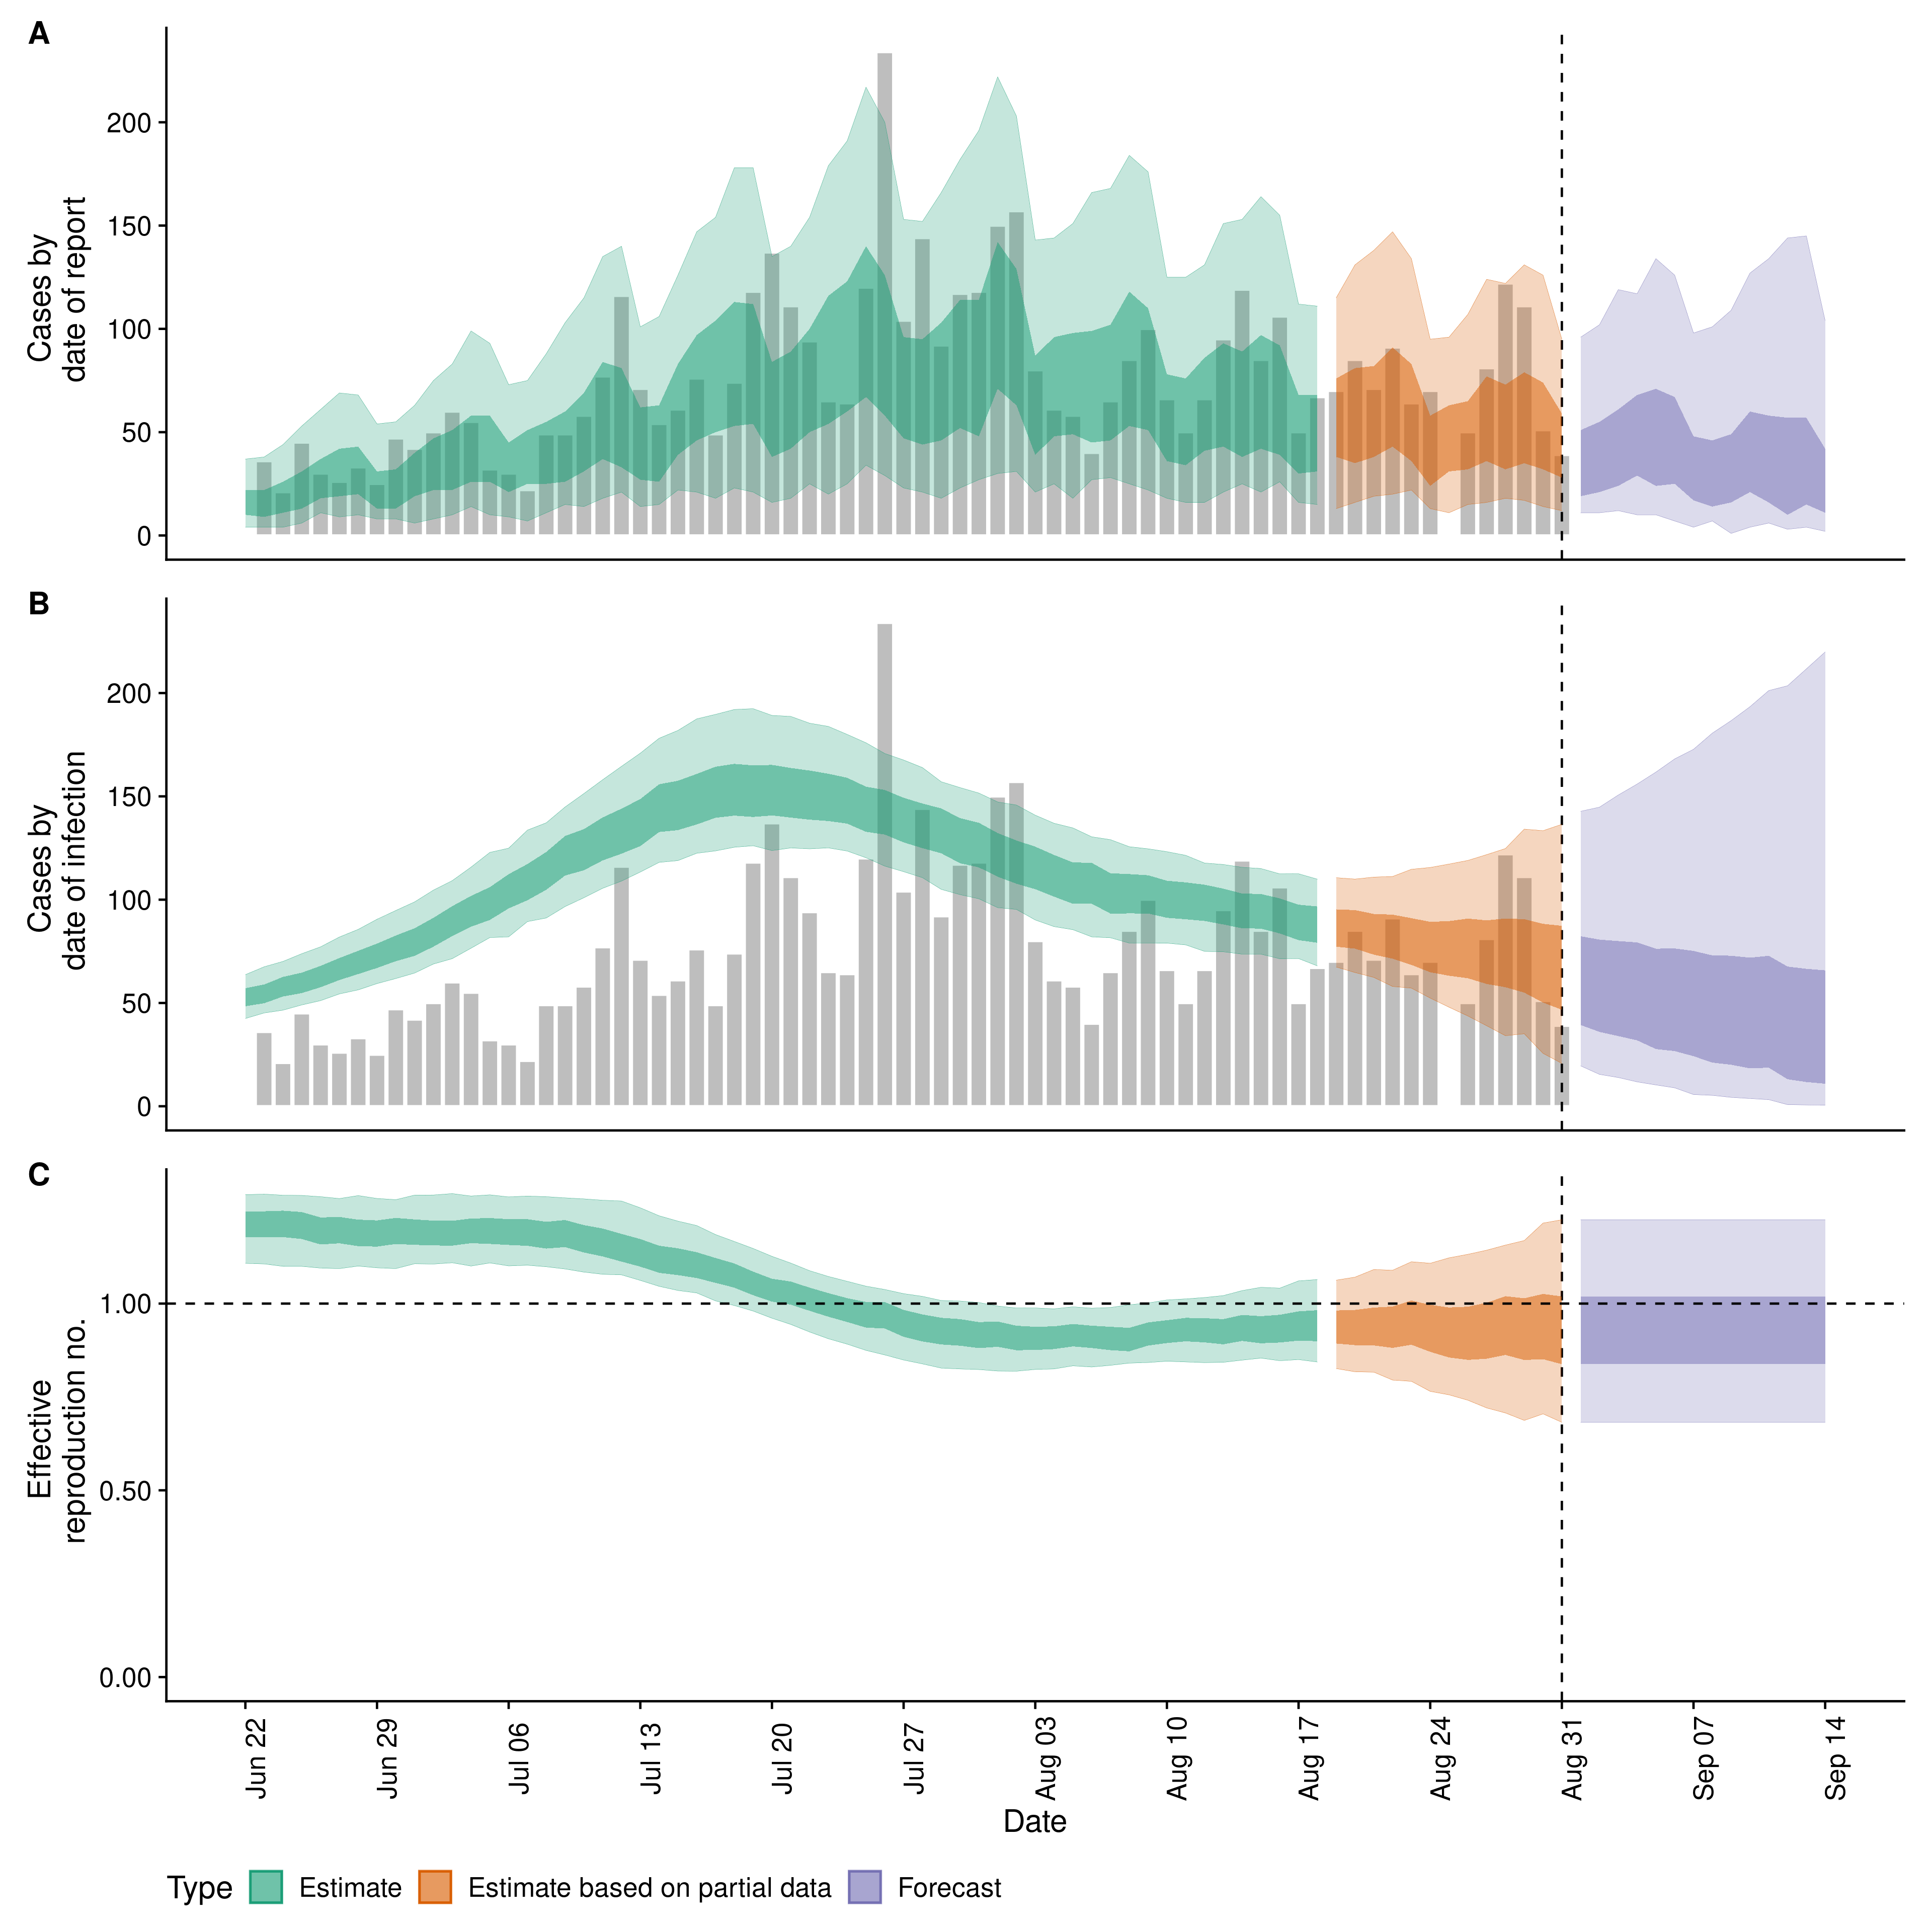 A
Cases by
date of report
200
150
100
50
0
B
Cases by
date of infection
200
150
100
50
0
C
Effective
reproduction no.
1.00
0.50
0.00
Jun 22
Jun 29
Jul 06
Jul 13
Jul 20
Jul 27
Aug 03
Aug 10
Aug 17
Aug 24
Aug 31
Sep 07
Sep 14
Date
Type Estimate Estimate based on partial data Forecast